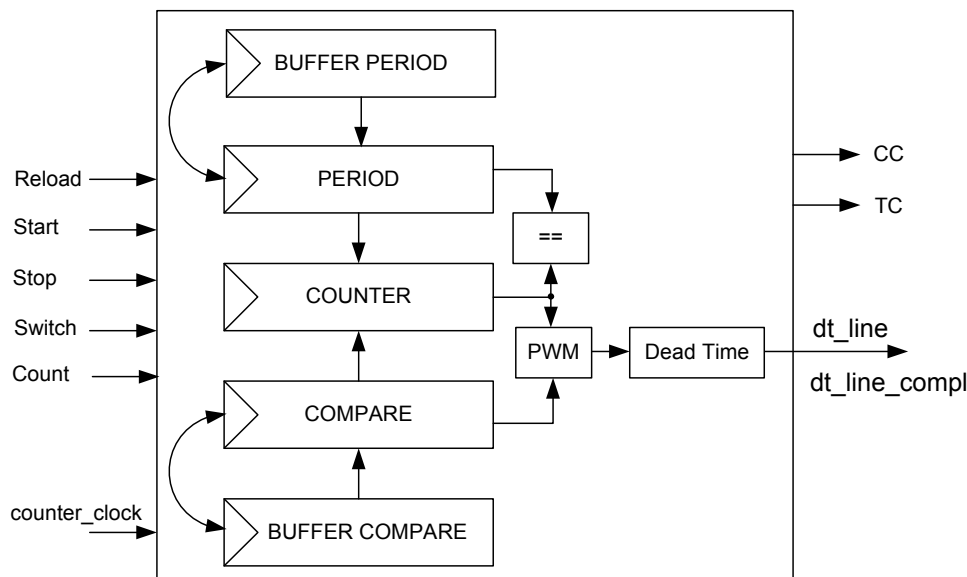 BUFFER PERIOD
PERIOD
==
COUNTER
PWM
Dead Time
COMPARE
BUFFER COMPARE
Reload
Start
Stop
Switch
Count
counter_clock
CC
TC
dt_line
dt_line_compl